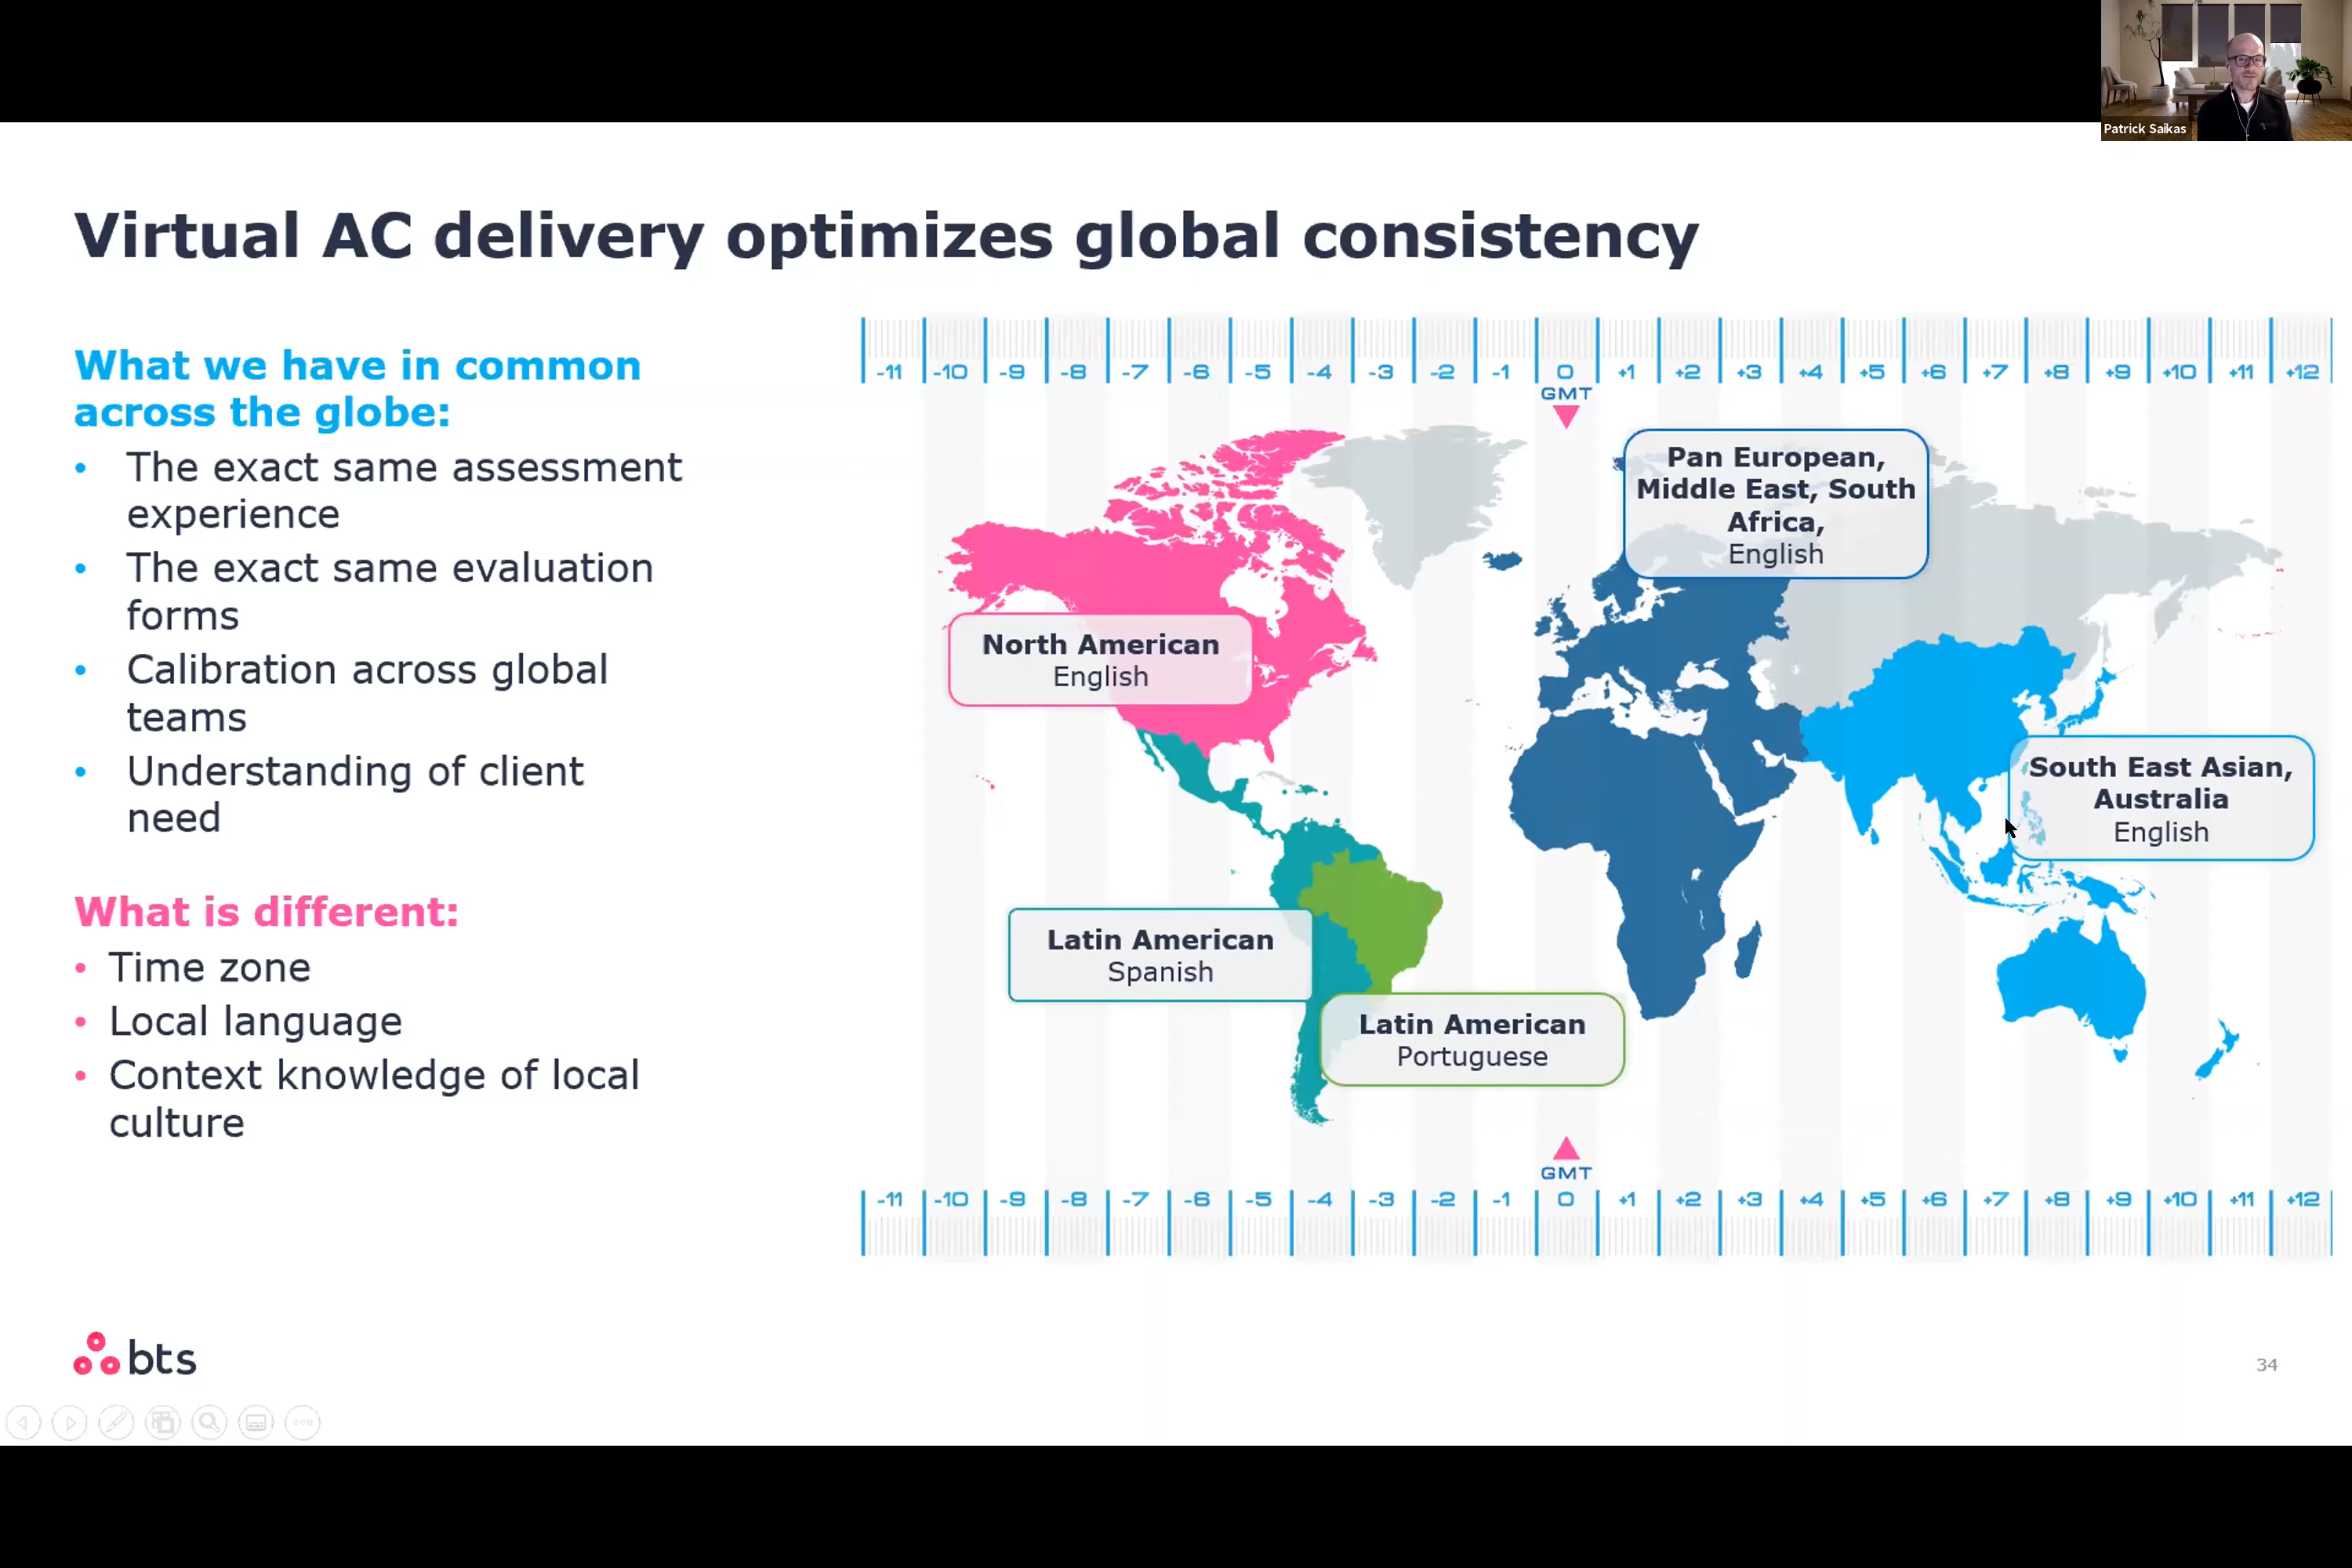 Patrick Saikas
Virtual AC delivery optimizes global consistency
What we have in common
across the globe:
• The exact same assessment
experience
• The exact same evaluation
forms
• Calibration across global
teams
• Understanding of client
need
What is different:
• Time zone
• Local language
• Context knowledge of local
culture
-11 -10 -9 -8 -7 -6 -5 -4 -3 -2 -1 0 +1 +2 +3 +4 +5 +6 +7 +8 +9 +10 +11 +12
GMT
Pan European,
Middle East, South
Africa,
English
North American
English
South East Asian,
Australia
English
Latin American
Spanish
Latin American
Portuguese
GMT
-11 -10 -9 -8 -7 -6 -5 -4 -3 -2 -1 0 +1 +2 +3 +4 +5 +6 +7 +8 +9 +10 +11 +12
bts
34